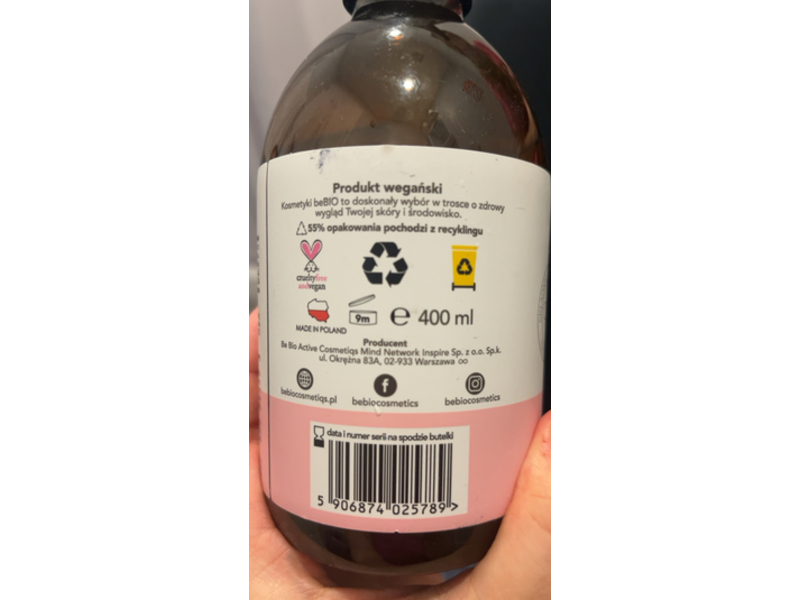 Produkt wegański
Kosmetyki beBIO to doskonały wybór w trosce o zdrowy
wygląd Twojej skóry i środowisko.
55% opakowania pochodzi z recyklingu
crueltyfree
andvegan
MADE IN POLAND
9m
℮ 400 ml
Producent
Be Bio Active Cosmetiqs Mind Network Inspire Sp. z o.o. Sp.k.
ul. Okrężna 83A, 02-933 Warszawa
bebiocosmetiqs.pl
bebiocosmetics
bebiocosmetics
data i numer serii na spodzie butelki
5 906874 025789 >